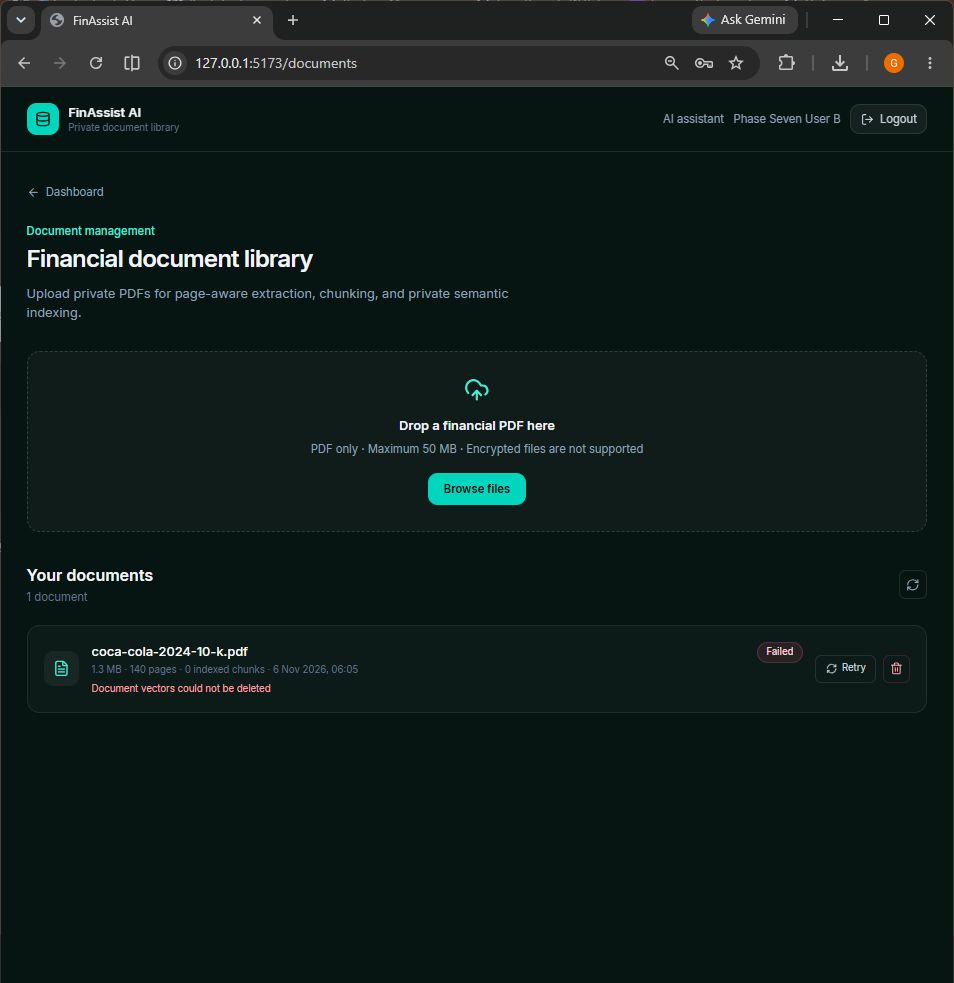 FinAssist AI
Ask Gemini
127.0.0.1:5173/documents
G
FinAssist AI
Private document library
AI assistant Phase Seven User B Logout
Dashboard
Document management
Financial document library
Upload private PDFs for page-aware extraction, chunking, and private semantic
indexing.
Drop a financial PDF here
PDF only · Maximum 50 MB · Encrypted files are not supported
Browse files
Your documents
1 document
coca-cola-2024-10-k.pdf
1.3 MB · 140 pages · 0 indexed chunks · 6 Nov 2026, 06:05
Document vectors could not be deleted
Failed
Retry